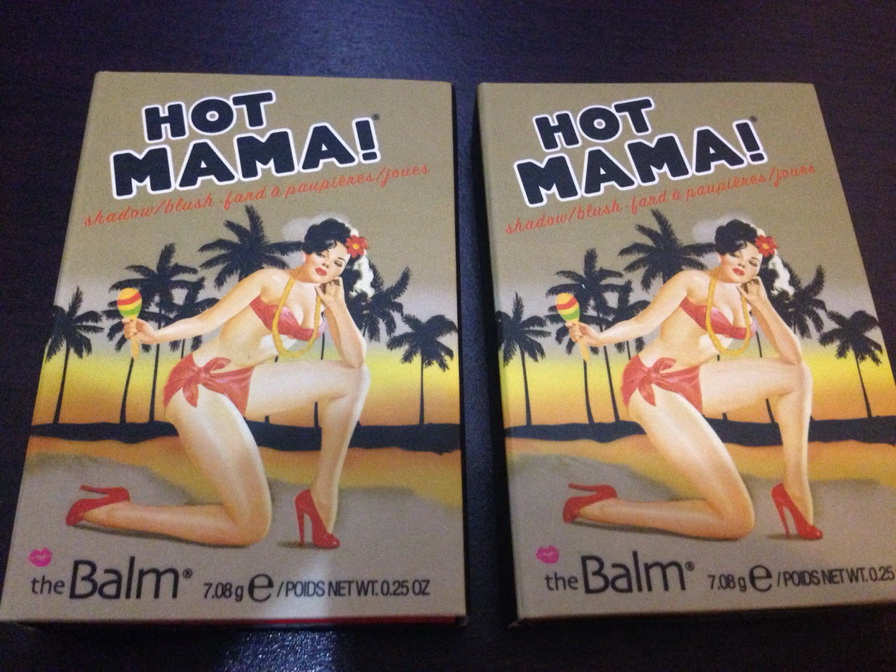 HOT
MAMA!®
shadow/blush·fard à paupières/joues
the Balm® 7.08 g e / POIDS NET WT. 0.25 OZ
HOT
MAMA!®
shadow/blush·fard à paupières/joues
the Balm® 7.08 g e / POIDS NET WT. 0.25